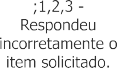 ;1,2,3 -
Respondeu
incorretamente o
item solicitado.